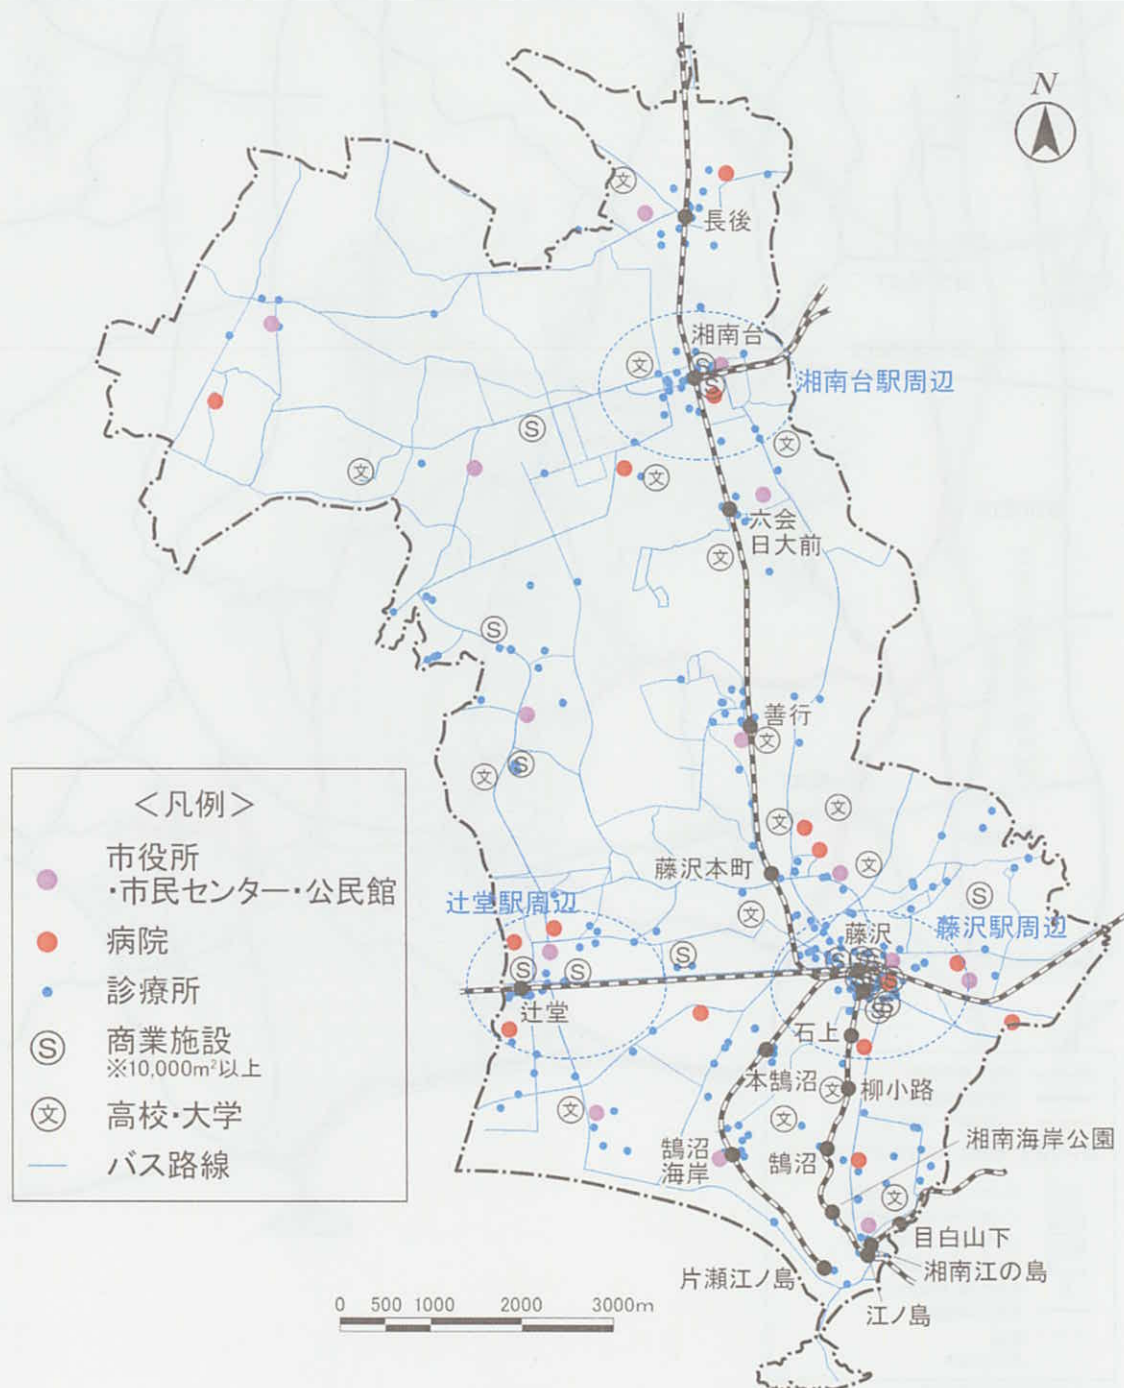 N
長後
湘南台
湘南台駅周辺
六会
日大前
善行
藤沢本町
辻堂駅周辺
藤沢
藤沢駅周辺
辻堂
石上
本鵠沼
柳小路
鵠沼
海岸
鵠沼
湘南海岸公園
目白山下
湘南江の島
片瀬江ノ島
江ノ島
<凡例>
市役所
・市民センター・公民館
病院
診療所
Ⓢ 商業施設
※10,000m²以上
文 高校・大学
バス路線
0 500 1000 2000 3000m